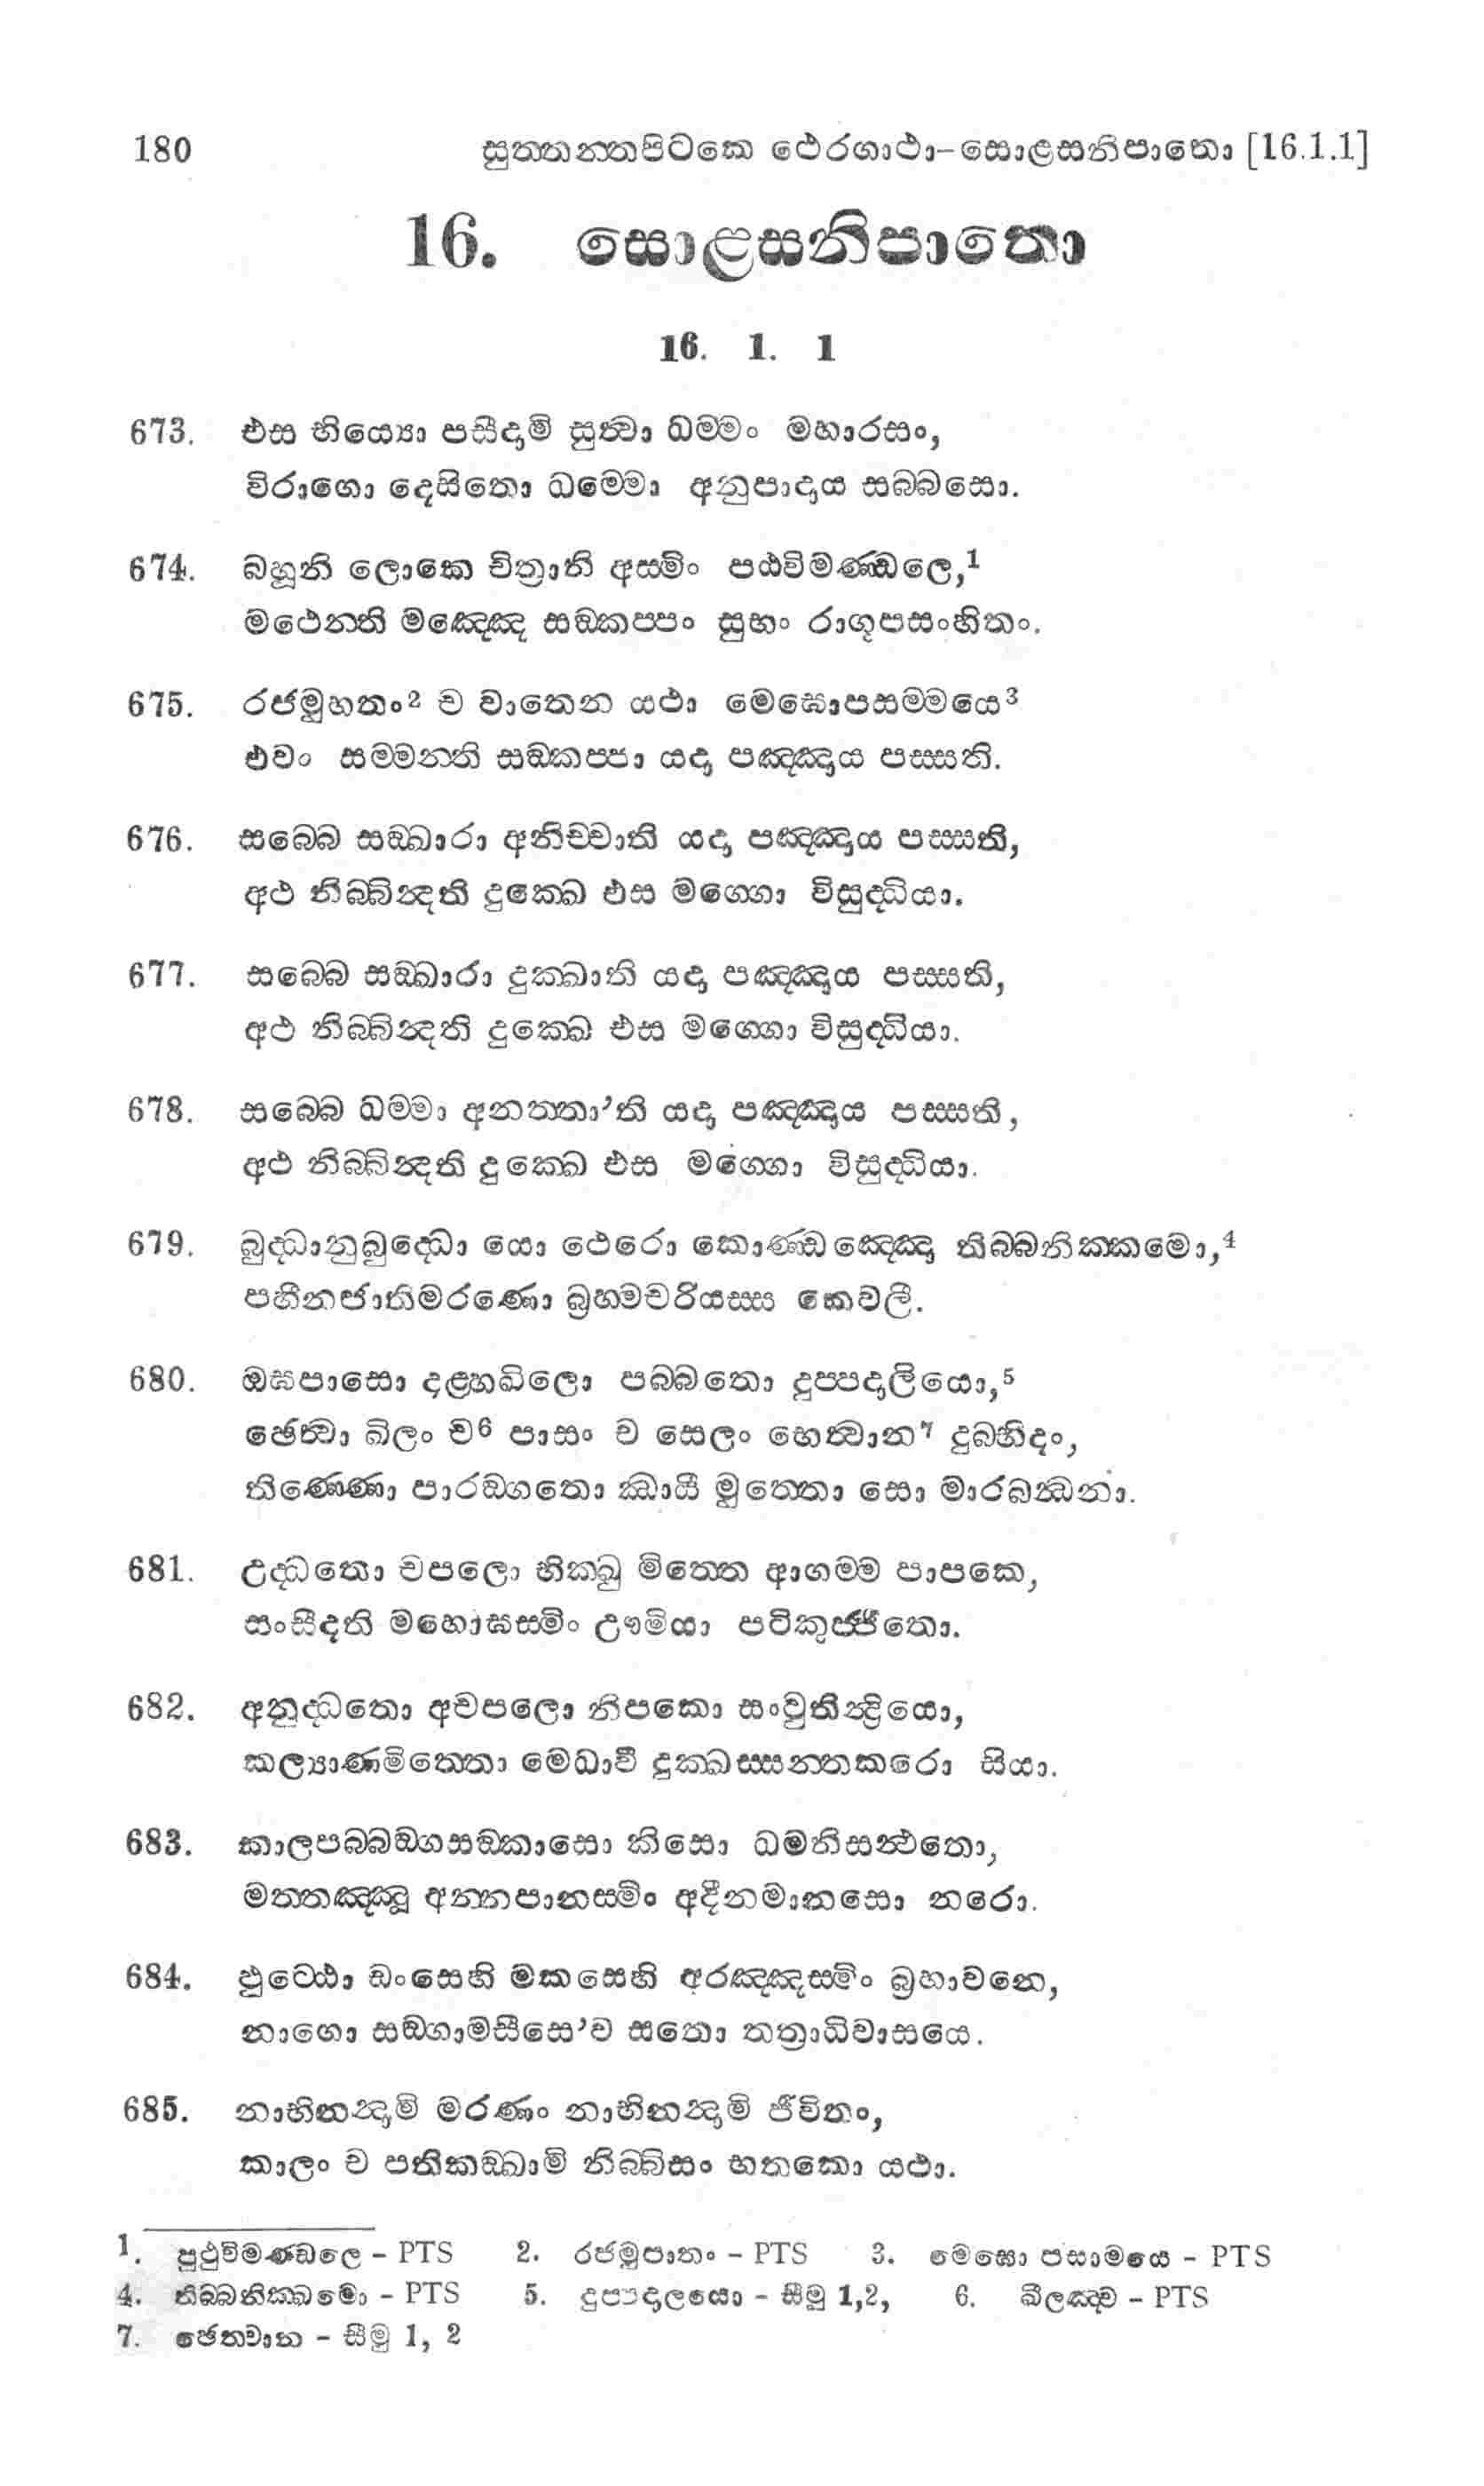 180 සුත්තන්තපිටකෙ ථෙරගාථා-සොළසනිපාතො [16.1.1]
16. සොළසනිපාතො
16. 1. 1
673. එස භිය්‍යො පසීදාමි සුත්‍වා ධම්මං මහාරසං,
විරාගො දෙසිතො ධම්මො අනුපාදාය සබ්බසො.
674. බහූනි ලොකෙ චිත්‍රානි අස්මිං පඨවිමණ්ඩලෙ,1
මථෙන්ති මඤ්ඤෙ සඞ්කප්පං සුභං රාගූපසංහිතං.
675. රජමුහතං2 ච වාතෙන යථා මෙඝොපසම්මයෙ3
එවං සම්මන්ති සඞ්කප්පා යදා පඤ්ඤාය පස්සති.
676. සබ්බෙ සඞ්ඛාරා අනිච්චාති යදා පඤ්ඤාය පස්සති,
අථ නිබ්බින්දති දුක්ඛෙ එස මග්ගො විසුද්ධියා.
677. සබ්බෙ සඞ්ඛාරා දුක්ඛාති යදා පඤ්ඤාය පස්සති,
අථ නිබ්බින්දති දුක්ඛෙ එස මග්ගො විසුද්ධියා.
678. සබ්බෙ ධම්මා අනත්තා’ති යදා පඤ්ඤාය පස්සති,
අථ නිබ්බින්දති දුක්ඛෙ එස මග්ගො විසුද්ධියා.
679. බුද්ධානුබුද්ධො යො ථෙරො කොණ්ඩඤ්ඤො තිබ්බනික්කමො,4
පහීනජාතිමරණො බ්‍රහ්මචරියස්ස කෙවලී.
680. ඔඝපාසො දළ්හඛිලො පබ්බතො දුප්පදාලියො,5
ඡෙත්‍වා ඛිලං ච6 පාසං ච සෙලං භෙත්‍වාන7 දුබ්භිදං,
තිණ්ණො පාරඞ්ගතො ඣායී මුත්තො සො මාරබන්ධනා.
681. උද්ධතො චපලො භික්ඛු මිත්තෙ ආගම්ම පාපකෙ,
සංසීදති මහොඝස්මිං ඌමියා පටිකුජ්ජිතො.
682. අනුද්ධතො අචපලො නිපකො සංවුතින්ද්‍රියො,
කල්‍යාණමිත්තො මෙධාවී දුක්ඛස්සන්තකරො සියා.
683. කාලපබ්බඞ්ගසඞ්කාසො කිසො ධමනිසන්ථතො,
මත්තඤ්ඤූ අන්නපානස්මිං අදීනමානසො නරො.
684. ඵුට්ඨො ඩංසෙහි මකසෙහි අරඤ්ඤස්මිං බ්‍රහාවනෙ,
නාගො සඞ්ගාමසීසෙ’ව සතො තත්‍රාධිවාසයෙ.
685. නාභිනන්දාමි මරණං නාභිනන්දාමි ජීවිතං,
කාලං ච පතිකඞ්ඛාමි නිබ්බිසං භතකො යථා.
1. පුථුවිමණ්ඩලෙ - PTS 2. රජමුපාතං - PTS 3. මෙඝො පසාමයෙ - PTS
4. තිබ්බනික්ඛමො - PTS 5. දුප්පදාලයො - සීමු 1,2, 6. ඛීලඤ්ච - PTS
7. ඡෙත්වාන - සීමු 1, 2